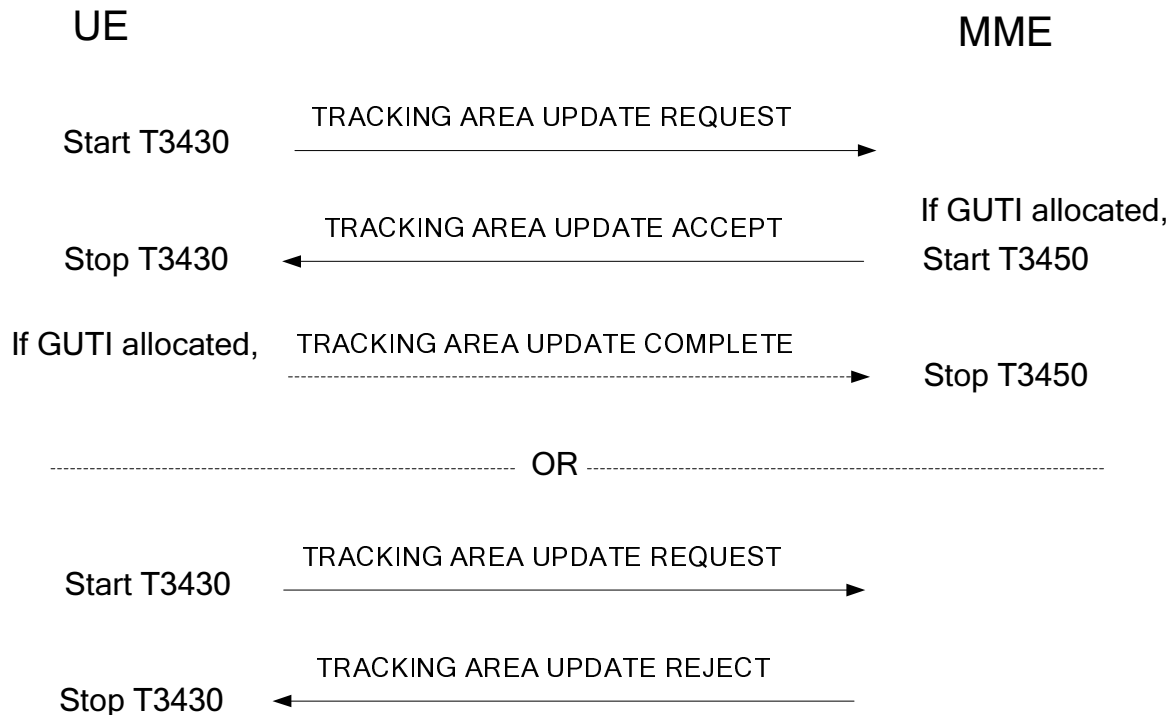 UE
MME
TRACKING AREA UPDATE REQUEST
Start T3430
If GUTI allocated,
TRACKING AREA UPDATE ACCEPT
Stop T3430
Start T3450
If GUTI allocated,
TRACKING AREA UPDATE COMPLETE
Stop T3450
OR
TRACKING AREA UPDATE REQUEST
Start T3430
TRACKING AREA UPDATE REJECT
Stop T3430